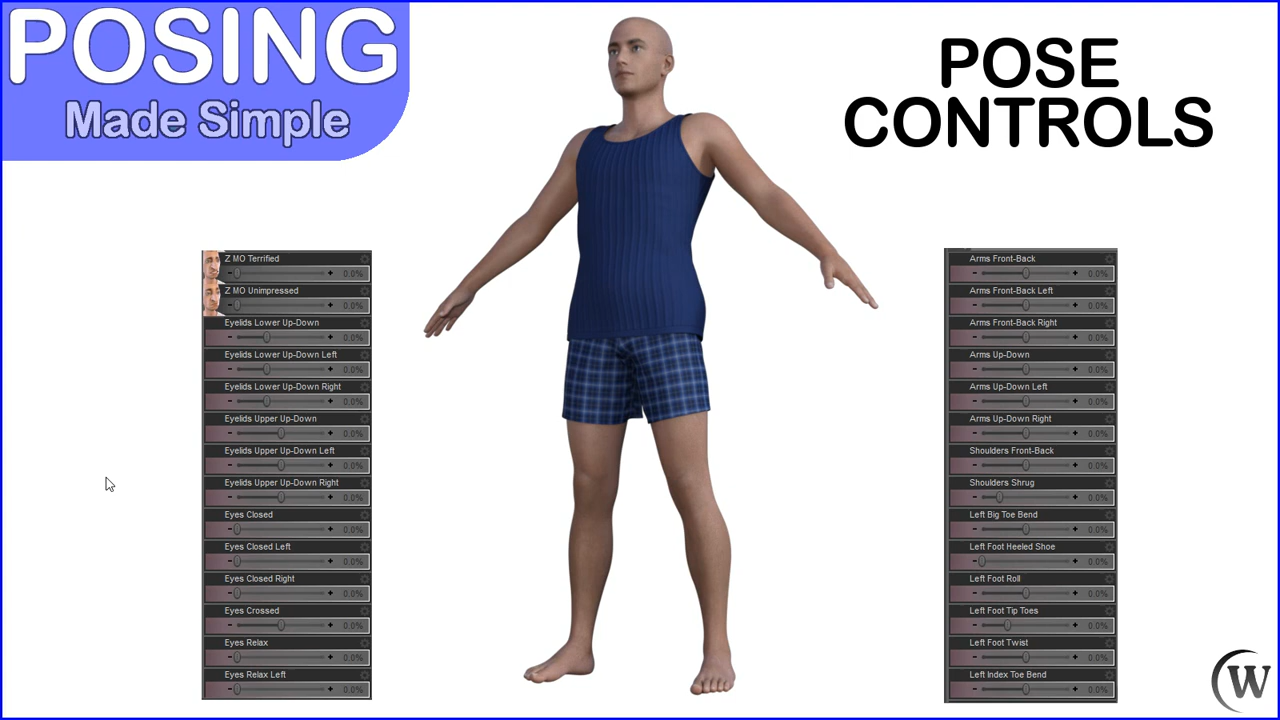 POSING
Made Simple
POSE
CONTROLS
Z MO Terrified
- + 0.0%
Z MO Unimpressed
- + 0.0%
Eyelids Lower Up-Down
- + 0.0%
Eyelids Lower Up-Down Left
- + 0.0%
Eyelids Lower Up-Down Right
- + 0.0%
Eyelids Upper Up-Down
- + 0.0%
Eyelids Upper Up-Down Left
- + 0.0%
Eyelids Upper Up-Down Right
- + 0.0%
Eyes Closed
- + 0.0%
Eyes Closed Left
- + 0.0%
Eyes Closed Right
- + 0.0%
Eyes Crossed
- + 0.0%
Eyes Relax
- + 0.0%
Eyes Relax Left
- + 0.0%
Arms Front-Back
- + 0.0%
Arms Front-Back Left
- + 0.0%
Arms Front-Back Right
- + 0.0%
Arms Up-Down
- + 0.0%
Arms Up-Down Left
- + 0.0%
Arms Up-Down Right
- + 0.0%
Shoulders Front-Back
- + 0.0%
Shoulders Shrug
- + 0.0%
Left Big Toe Bend
- + 0.0%
Left Foot Heeled Shoe
- + 0.0%
Left Foot Roll
- + 0.0%
Left Foot Tip Toes
- + 0.0%
Left Foot Twist
- + 0.0%
Left Index Toe Bend
- + 0.0%
W